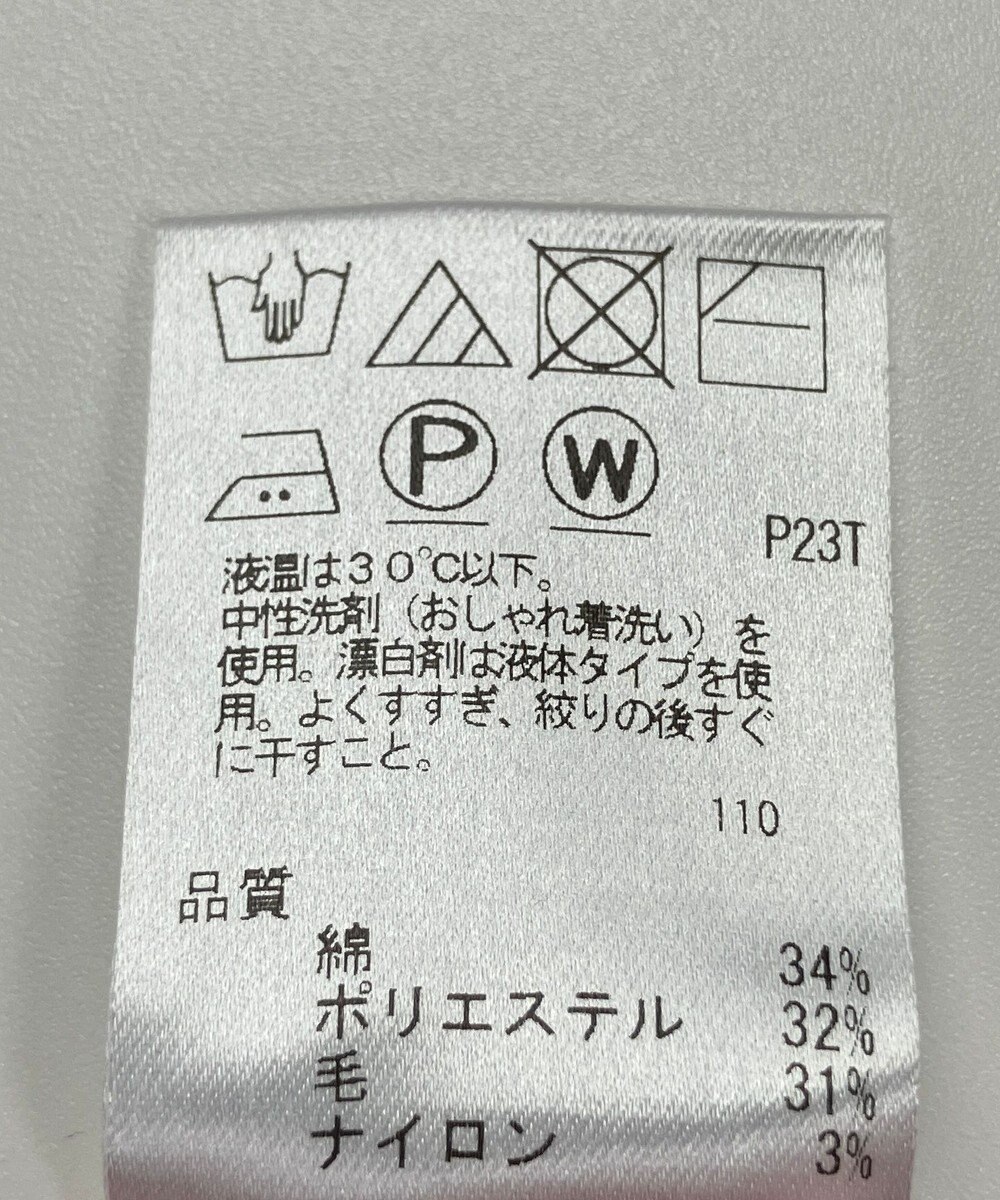 P
W
P23T
液温は30℃以下。
中性洗剤(おしゃれ着洗い)を
使用。漂白剤は液体タイプを使
用。よくすすぎ、絞りの後すぐ
に干すこと。
110
品質
綿 34%
ポリエステル 32%
毛 31%
ナイロン 3%